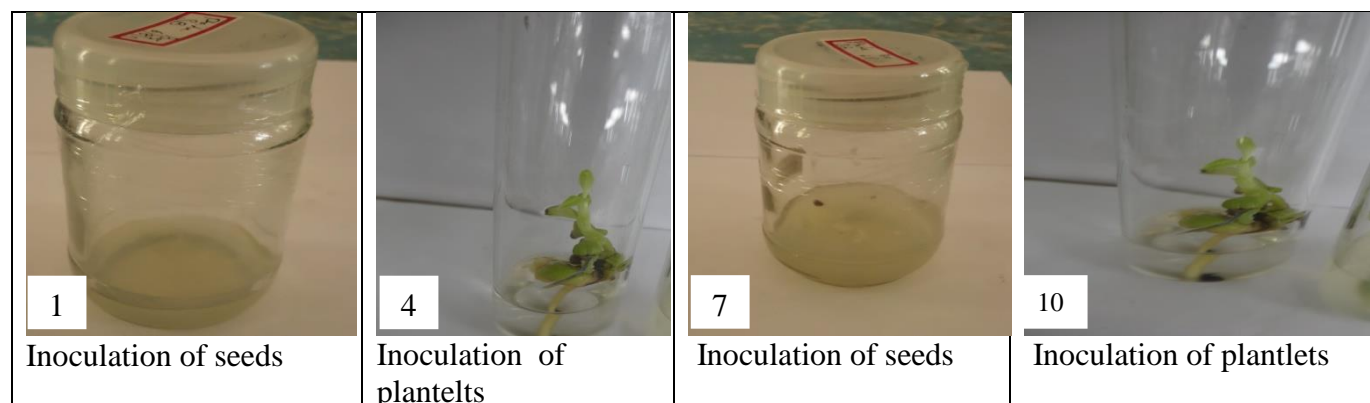 1
4
7
10
Inoculation of seeds
Inoculation of
plantelts
Inoculation of seeds
Inoculation of plantlets